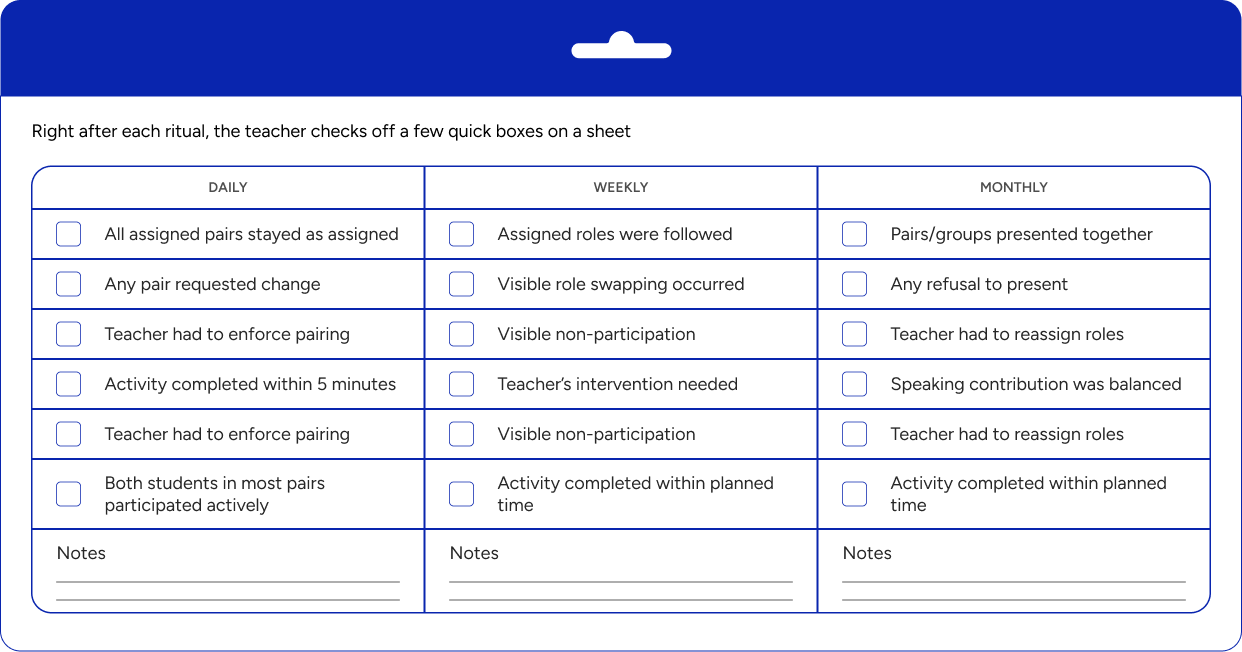 Right after each ritual, the teacher checks off a few quick boxes on a sheet
DAILY
WEEKLY
MONTHLY
All assigned pairs stayed as assigned
Assigned roles were followed
Pairs/groups presented together
Any pair requested change
Visible role swapping occurred
Any refusal to present
Teacher had to enforce pairing
Visible non-participation
Teacher had to reassign roles
Activity completed within 5 minutes
Teacher’s intervention needed
Speaking contribution was balanced
Teacher had to enforce pairing
Visible non-participation
Teacher had to reassign roles
Both students in most pairs
participated actively
Activity completed within planned
time
Activity completed within planned
time
Notes
Notes
Notes